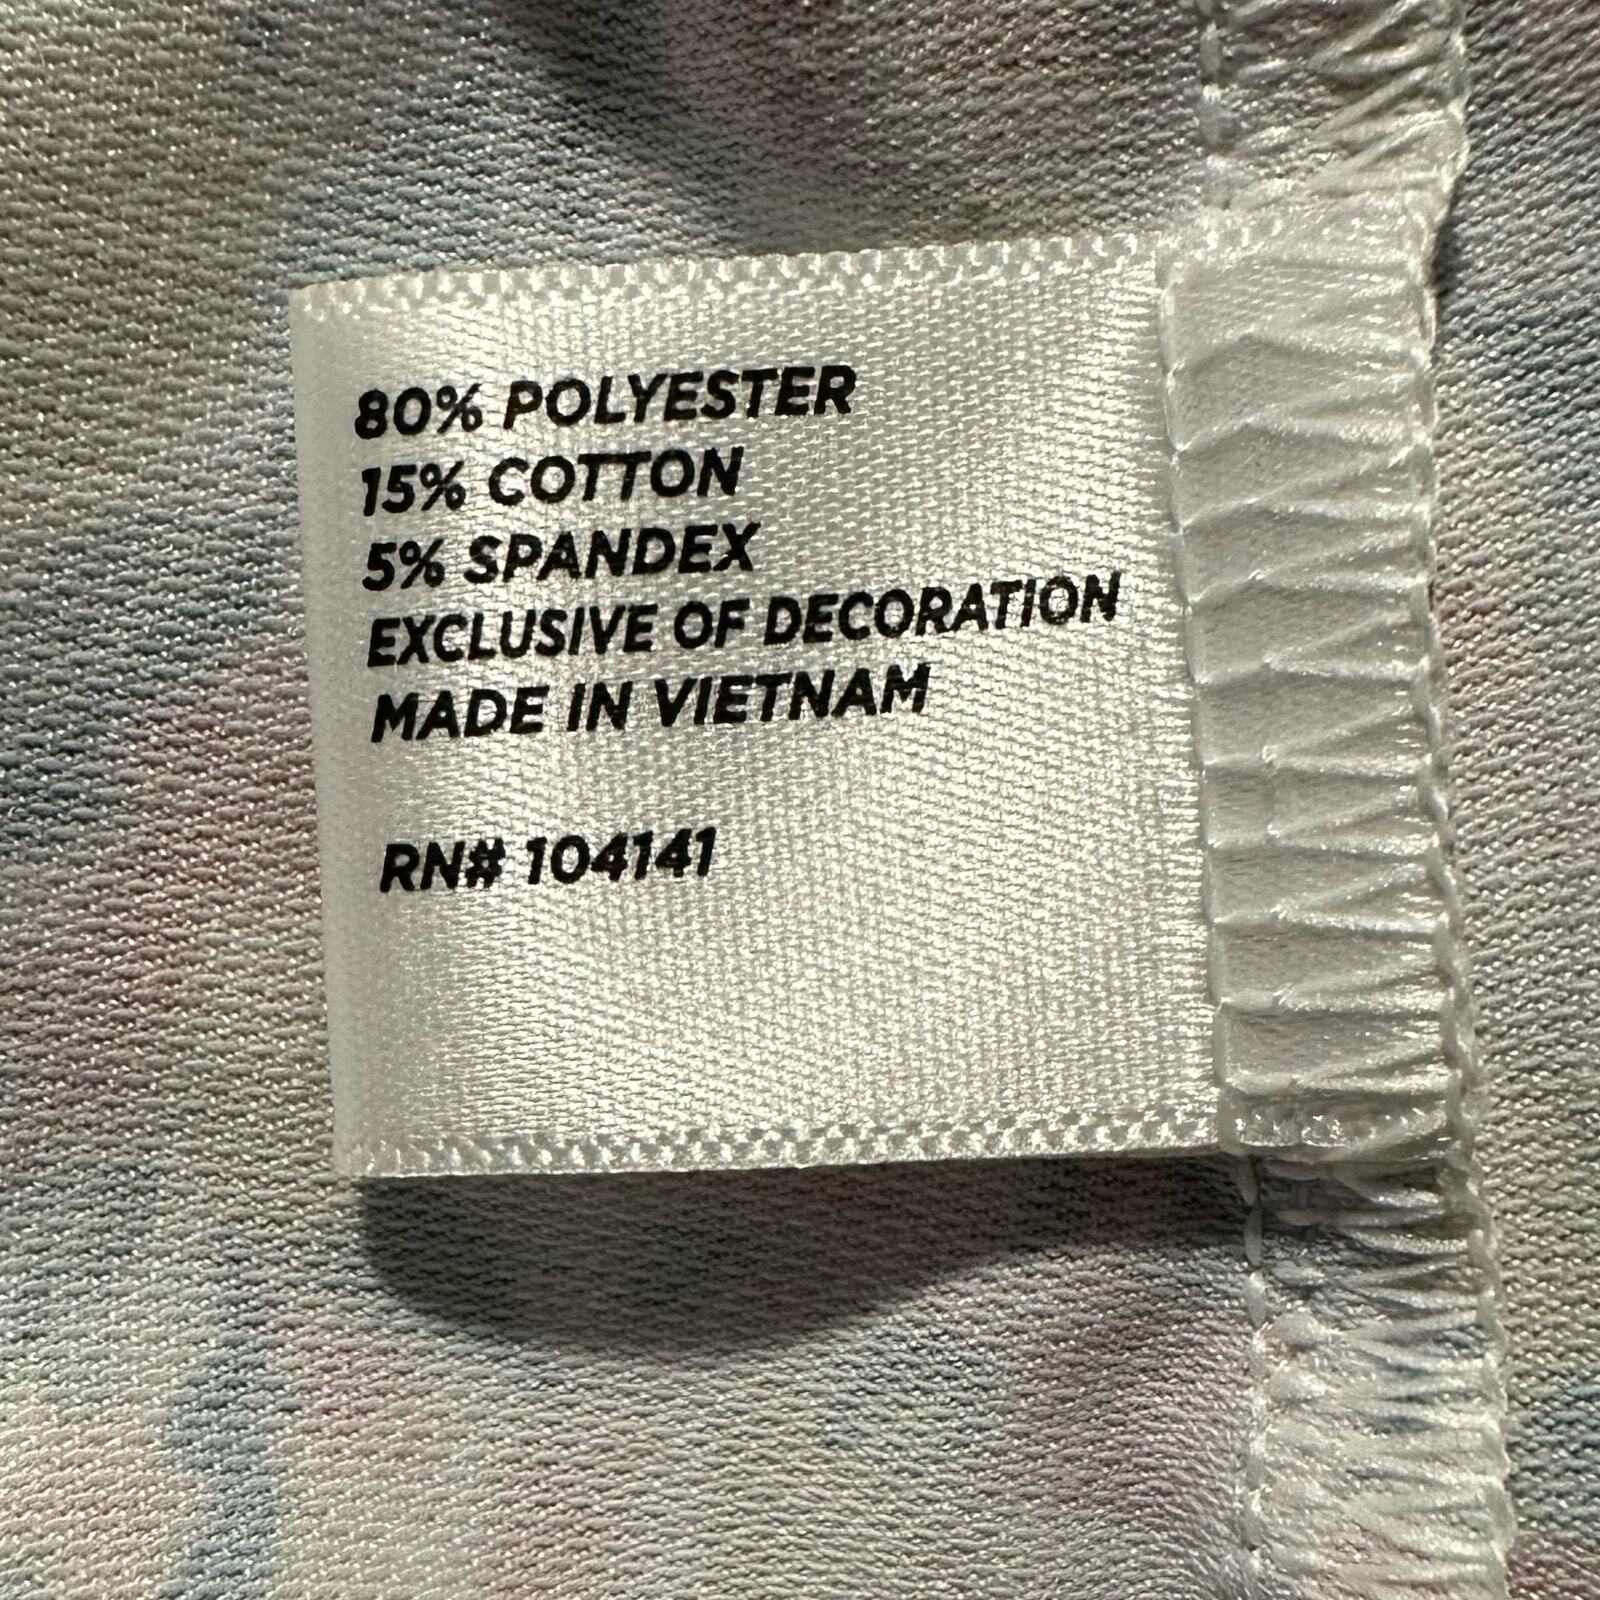 80% POLYESTER
15% COTTON
5% SPANDEX
EXCLUSIVE OF DECORATION
MADE IN VIETNAM
RN# 104141